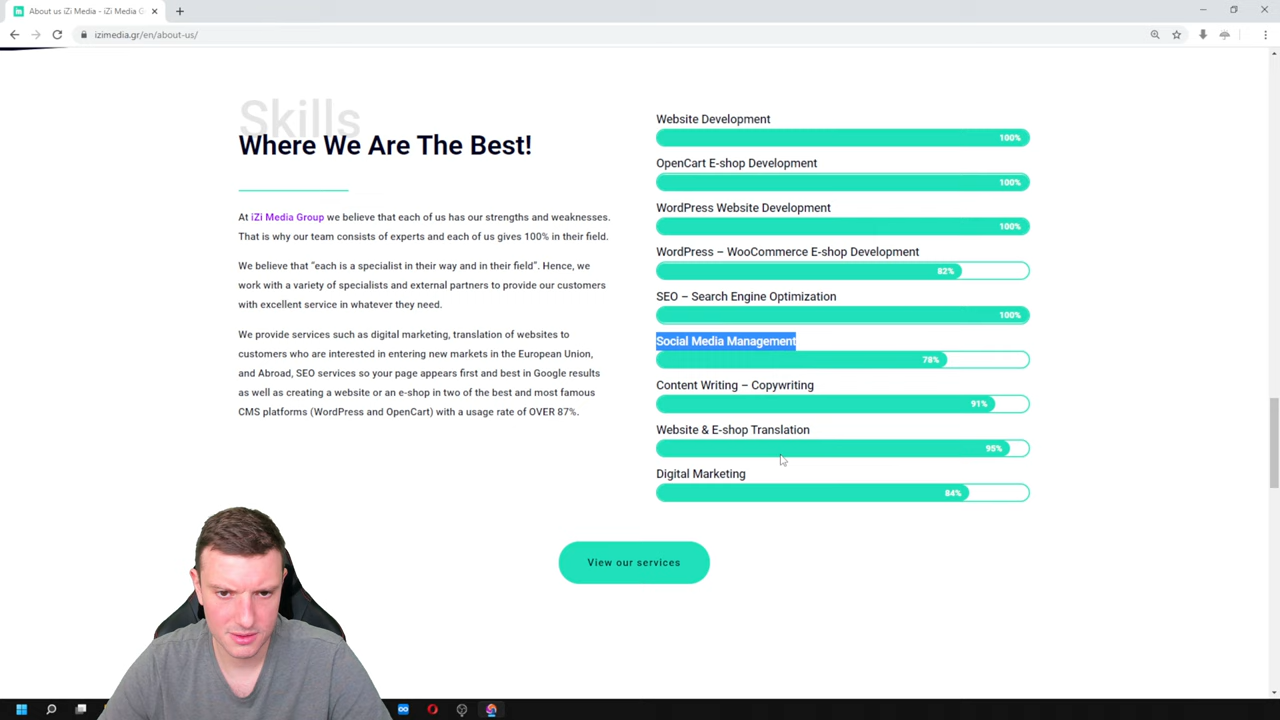 About us iZi Media - iZi Media G
izimedia.gr/en/about-us/
Skills
Where We Are The Best!
At iZi Media Group we believe that each of us has our strengths and weaknesses.
That is why our team consists of experts and each of us gives 100% in their field.
We believe that "each is a specialist in their way and in their field". Hence, we
work with a variety of specialists and external partners to provide our customers
with excellent service in whatever they need.
We provide services such as digital marketing, translation of websites to
customers who are interested in entering new markets in the European Union,
and Abroad, SEO services so your page appears first and best in Google results
as well as creating a website or an e-shop in two of the best and most famous
CMS platforms (WordPress and OpenCart) with a usage rate of OVER 87%.
Website Development
100%
OpenCart E-shop Development
100%
WordPress Website Development
100%
WordPress – WooCommerce E-shop Development
82%
SEO – Search Engine Optimization
100%
Social Media Management
78%
Content Writing – Copywriting
91%
Website & E-shop Translation
95%
Digital Marketing
84%
View our services